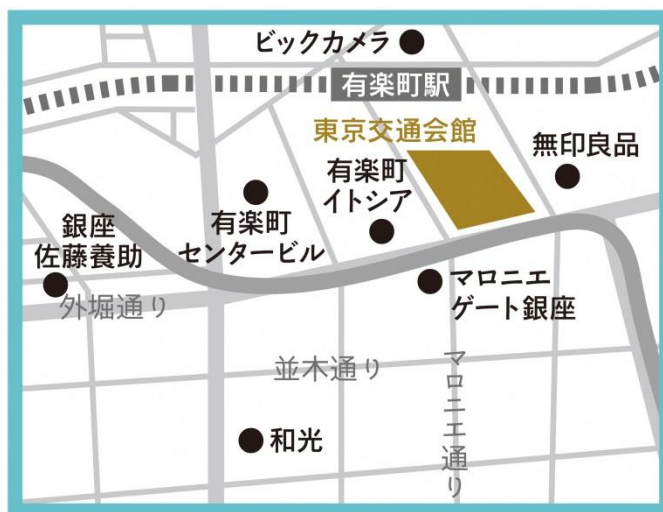 ビックカメラ
有楽町駅
東京交通会館
無印良品
有楽町
イトシア
有楽町
センタービル
銀座
佐藤養助
マロニエ
ゲート銀座
外堀通り
並木通り
マロニエ通り
和光